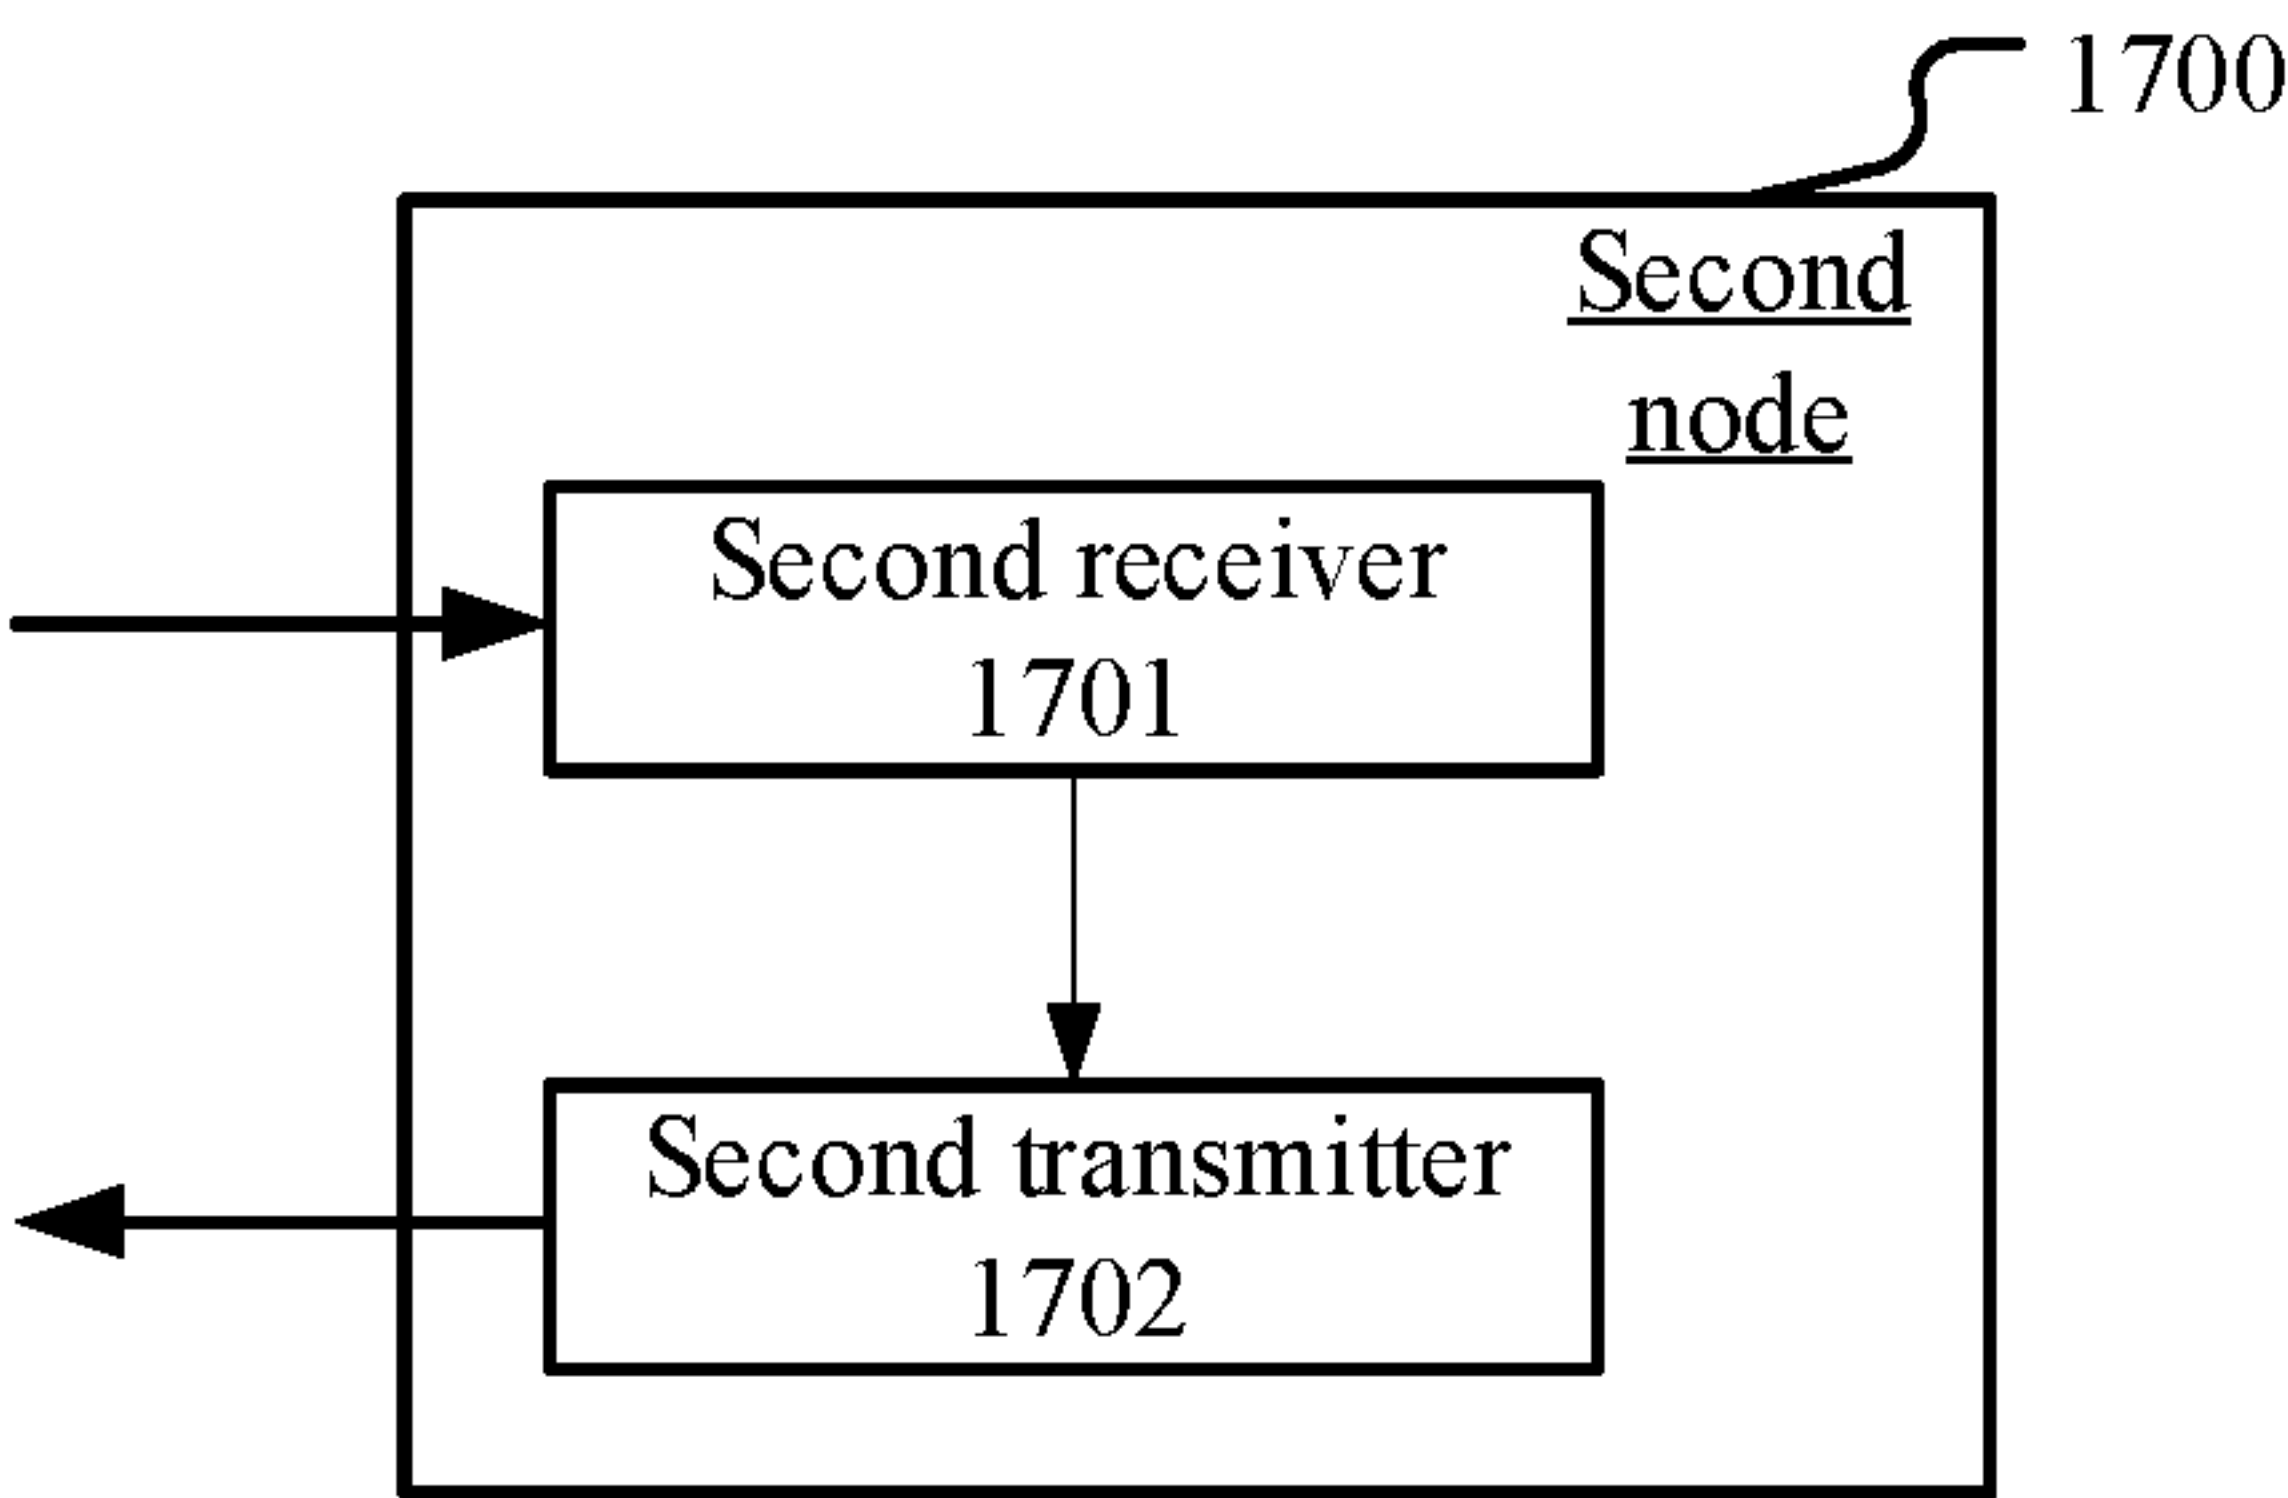 1700
Second
node
Second receiver
1701
Second transmitter
1702